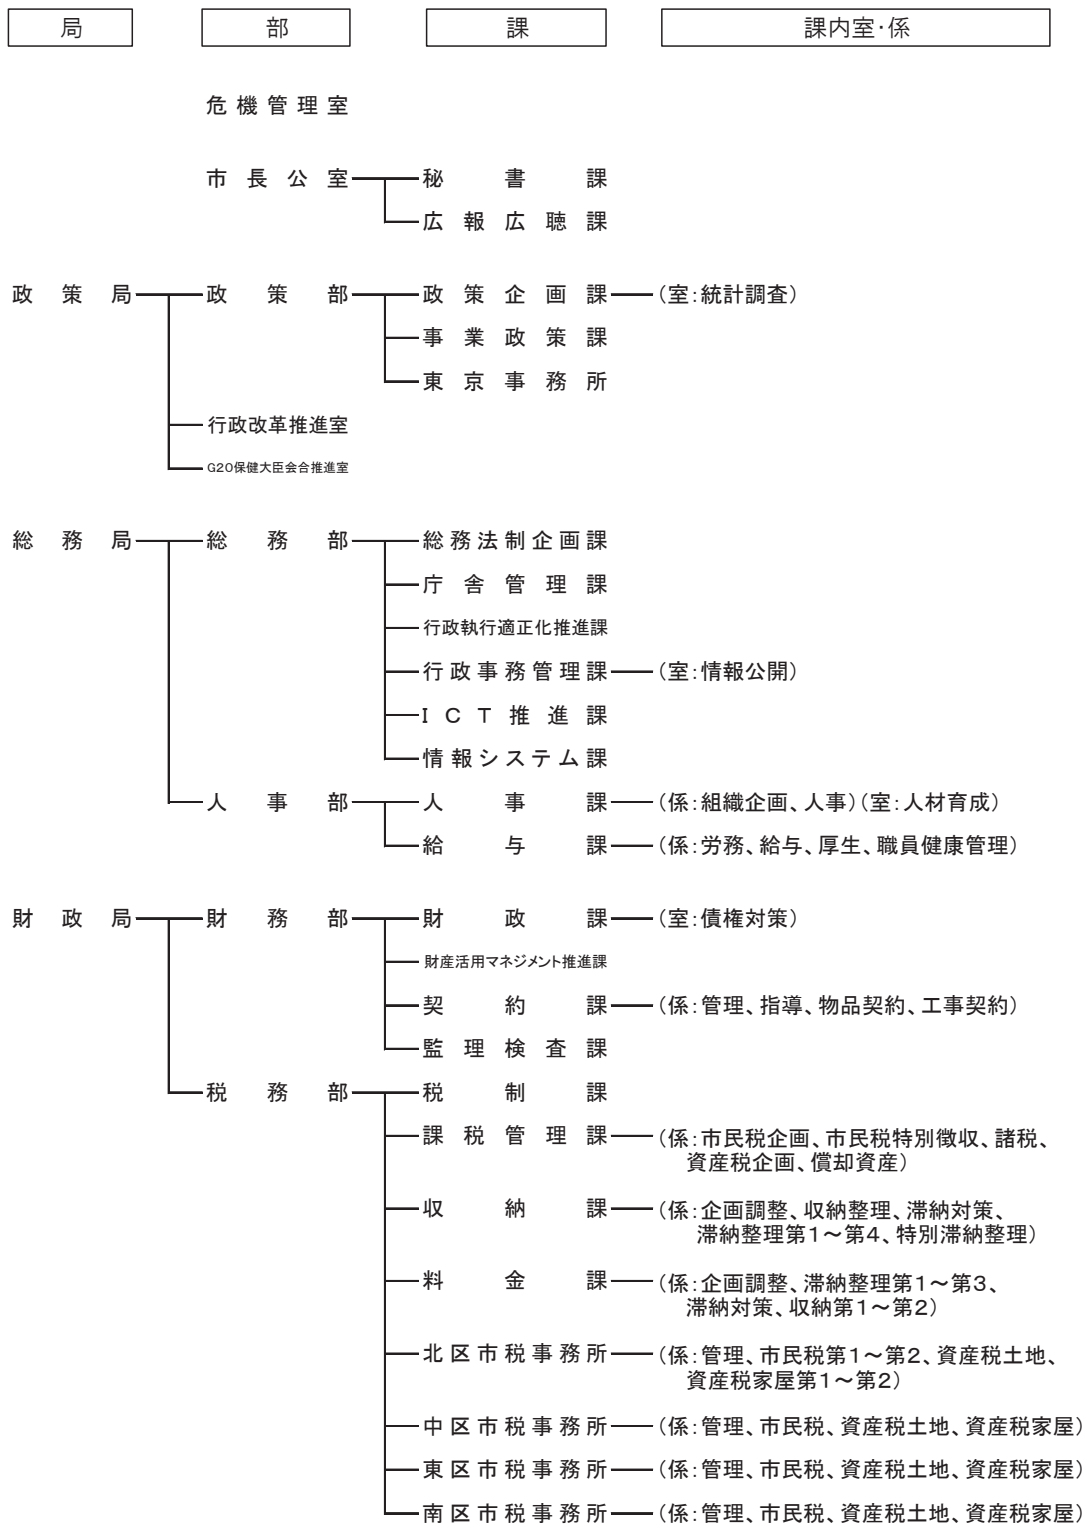 局 部 課 課内室・係
危機管理室
市長公室 秘書課
広報広聴課
政策局 政策部 政策企画課 (室:統計調査)
事業政策課
東京事務所
行政改革推進室
G20保健大臣会合推進室
総務局 総務部 総務法制企画課
庁舎管理課
行政執行適正化推進課
行政事務管理課 (室:情報公開)
ICT推進課
情報システム課
人事部 人事課 (係:組織企画、人事)(室:人材育成)
給与課 (係:労務、給与、厚生、職員健康管理)
財政局 財務部 財政課 (室:債権対策)
財産活用マネジメント推進課
契約課 (係:管理、指導、物品契約、工事契約)
監理検査課
税務部 税制課
課税管理課 (係:市民税企画、市民税特別徴収、諸税、
資産税企画、償却資産)
収納課 (係:企画調整、収納整理、滞納対策、
滞納整理第1~第4、特別滞納整理)
料金課 (係:企画調整、滞納整理第1~第3、
滞納対策、収納第1~第2)
北区市税事務所 (係:管理、市民税第1~第2、資産税土地、
資産税家屋第1~第2)
中区市税事務所 (係:管理、市民税、資産税土地、資産税家屋)
東区市税事務所 (係:管理、市民税、資産税土地、資産税家屋)
南区市税事務所 (係:管理、市民税、資産税土地、資産税家屋)